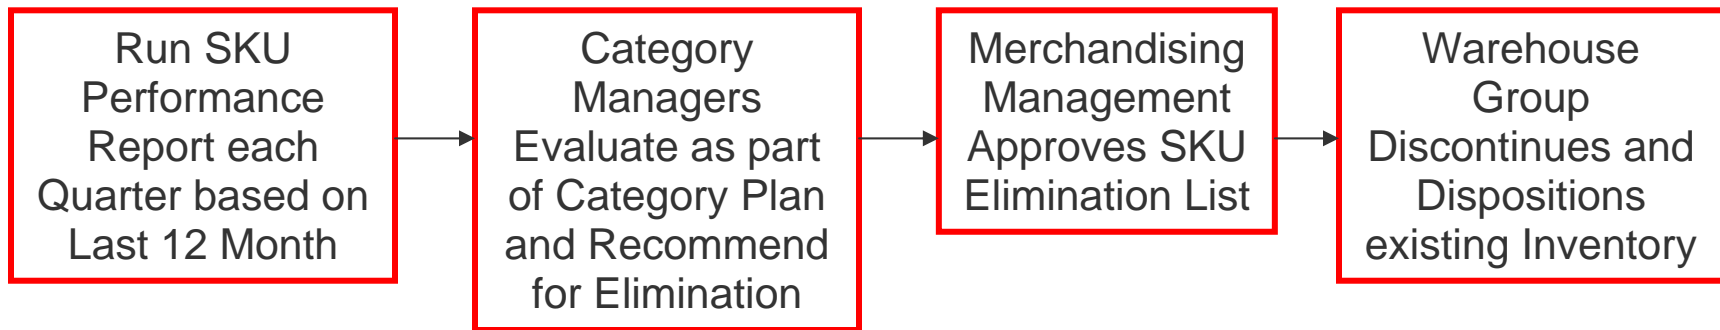 Run SKU
Performance
Report each
Quarter based on
Last 12 Month
Category
Managers
Evaluate as part
of Category Plan
and Recommend
for Elimination
Merchandising
Management
Approves SKU
Elimination List
Warehouse
Group
Discontinues and
Dispositions
existing Inventory